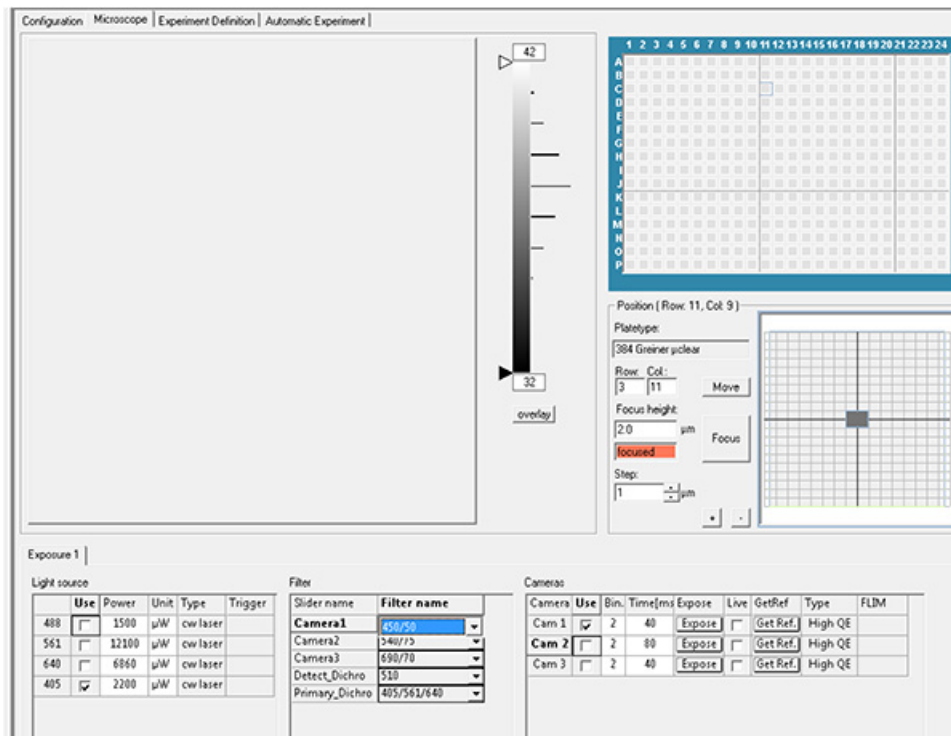 Configuration Microscope Experiment Definition Automatic Experiment
42
32
overlay
1 2 3 4 5 6 7 8 9 10 11 12 13 14 15 16 17 18 19 20 21 22 23 24
A
B
C
D
E
F
G
H
I
J
K
L
M
N
O
P
Position ( Row: 11, Col: 9 )
Platetype:
384 Greiner µclear
Row: Col.:
3 11 Move
Focus height:
2.0 µm
Focus
focused
Step:
1 µm
+ -
Exposure 1
Light source
Use Power Unit Type Trigger
488 1500 µW cw laser
561 12100 µW cw laser
640 6860 µW cw laser
405 2200 µW cw laser
Filter
Slider name Filter name
Camera1 450/50
Camera2 540/75
Camera3 690/70
Detect_Dichro 510
Primary_Dichro 405/561/640
Cameras
Camera Use Bin. Time[ms Expose Live GetRef Type FLIM
Cam 1 2 40 Expose Get Ref. High QE
Cam 2 2 80 Expose Get Ref. High QE
Cam 3 2 40 Expose Get Ref. High QE